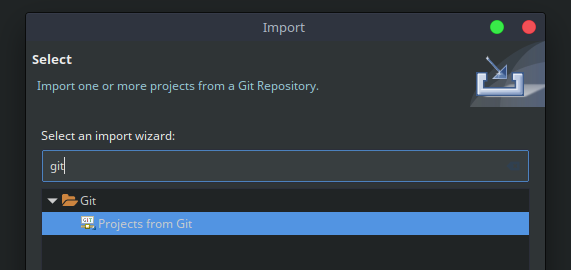 Import
Select
Import one or more projects from a Git Repository.
Select an import wizard:
git
Git
GIT
Projects from Git